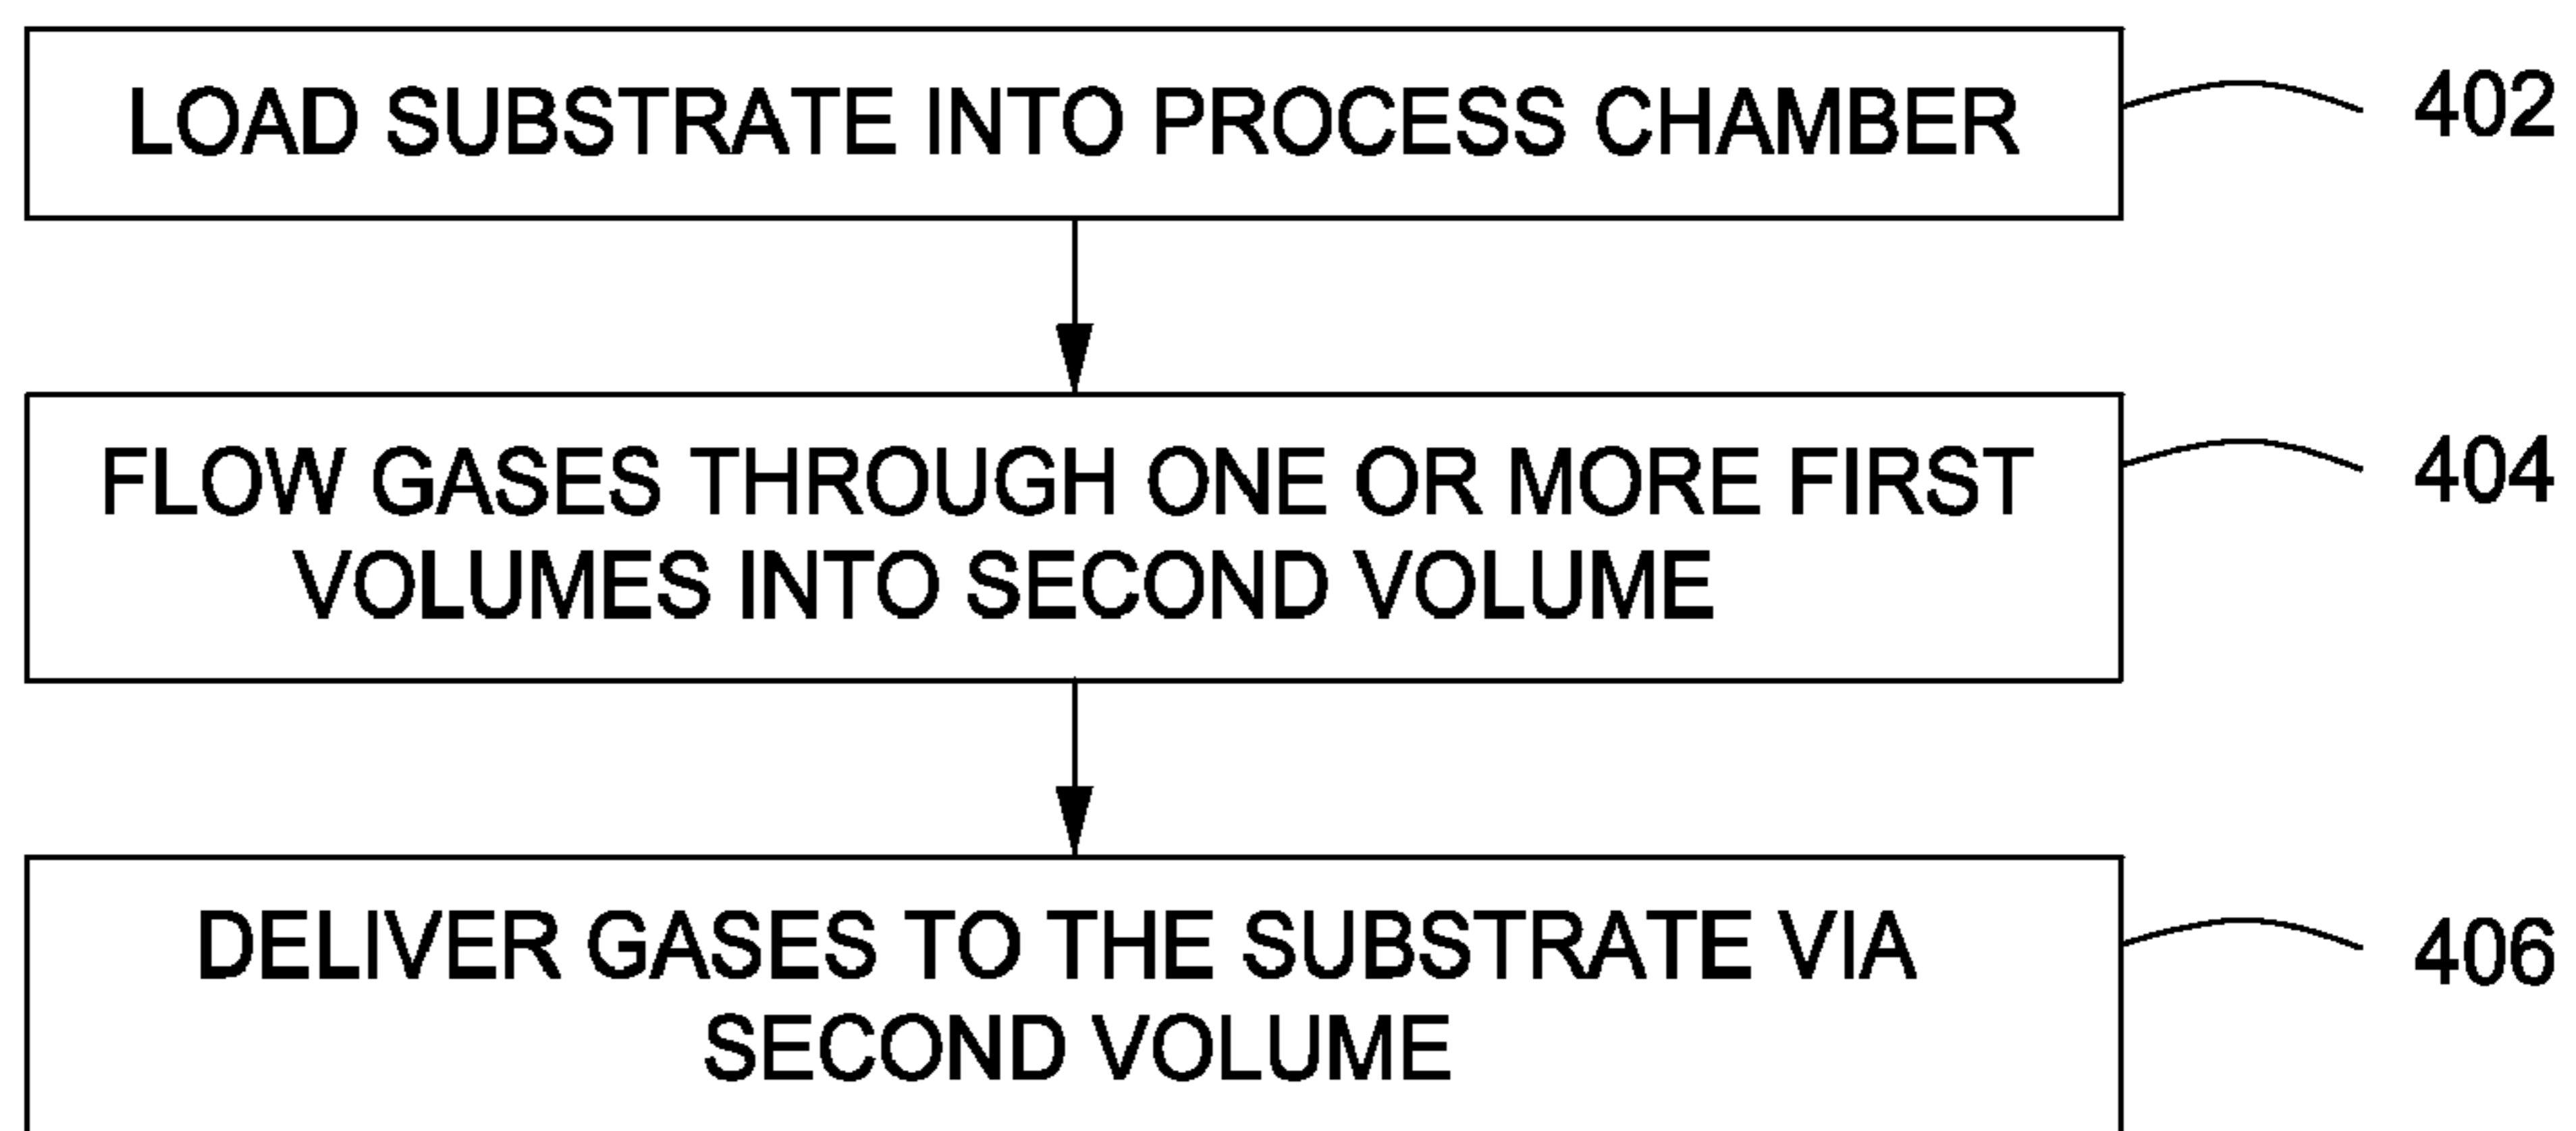 LOAD SUBSTRATE INTO PROCESS CHAMBER
402
FLOW GASES THROUGH ONE OR MORE FIRST
VOLUMES INTO SECOND VOLUME
404
DELIVER GASES TO THE SUBSTRATE VIA
SECOND VOLUME
406